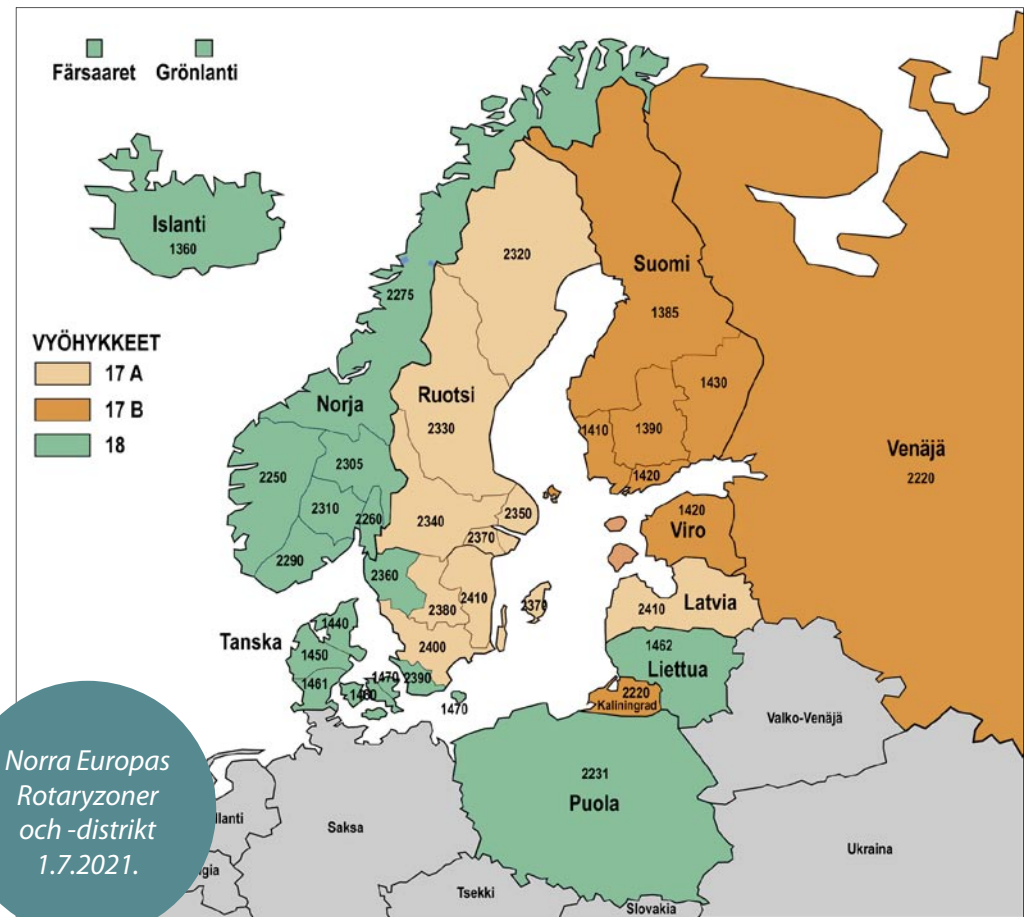 Färsaaret
Grönlanti
Islanti
1360
VYÖHYKKEET
17 A
17 B
18
2320
2275
Suomi
1385
1430
1410
1390
1420
Norja
Ruotsi
2330
2250
2305
2310
2260
2290
2340
2350
2370
2360
2380
2410
2370
2400
2390
Venäjä
2220
1420
Viro
2410
Latvia
1462
Liettua
2220
Kaliningrad
Tanska
1440
1450
1461
1470
1470
Valko-Venäjä
2231
Puola
Saksa
Tsekki
Slovakia
Ukraina
Norra Europas
Rotaryzoner
och -distrikt
1.7.2021.